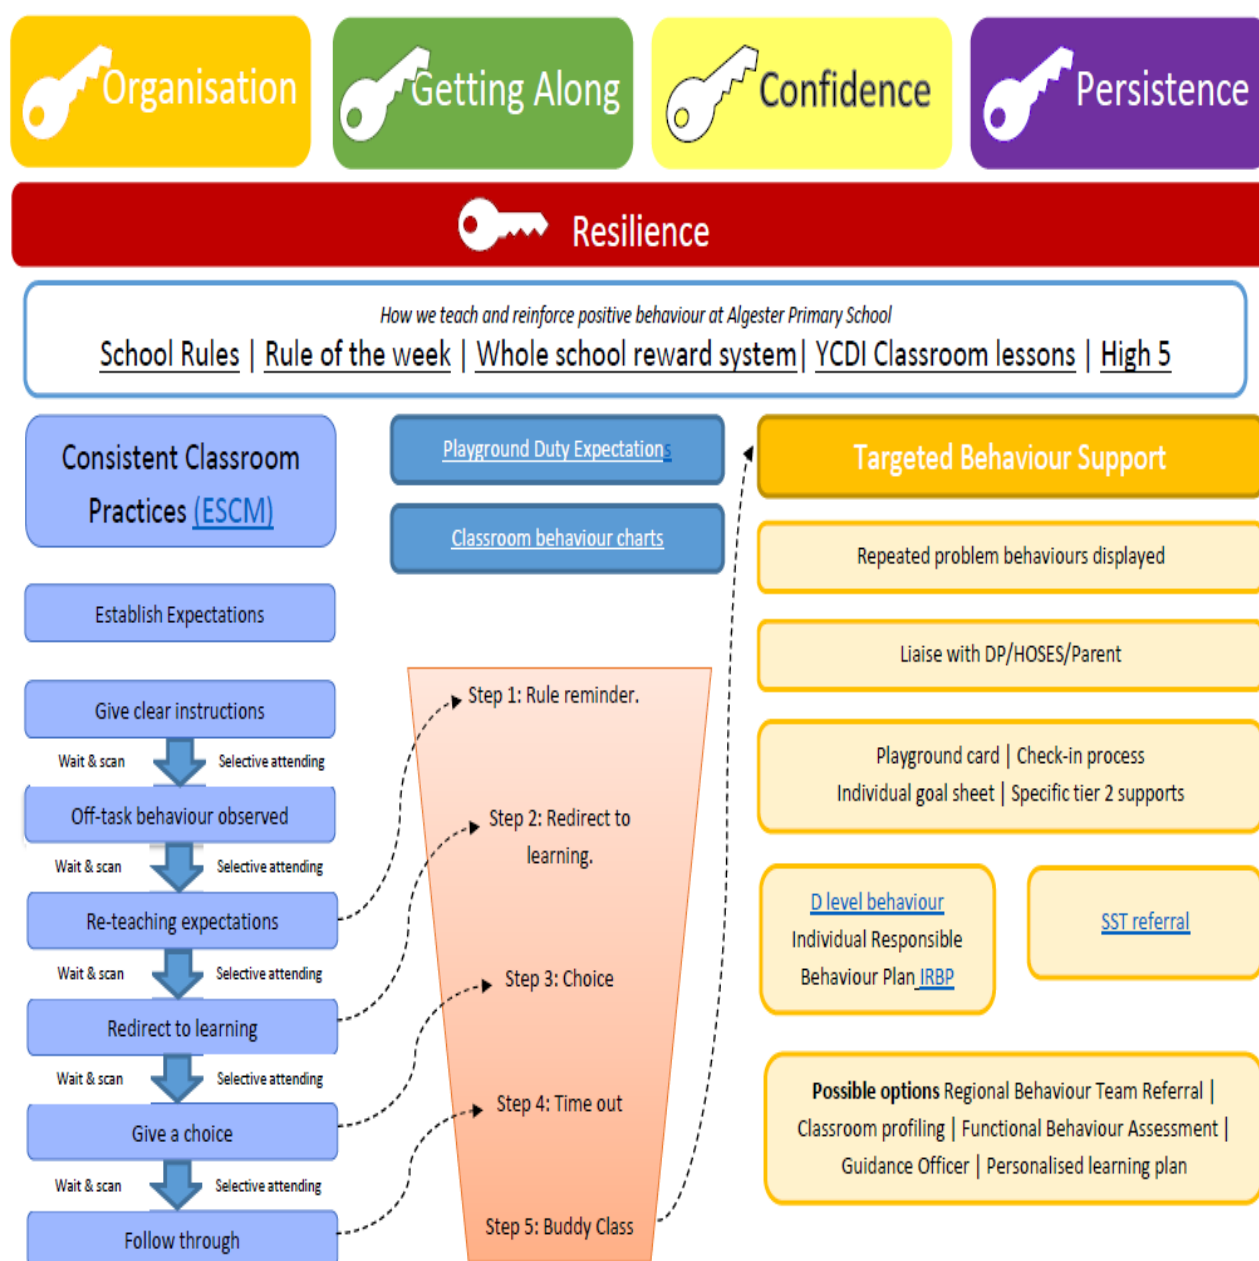 Organisation
Getting Along
Confidence
Persistence
Resilience
How we teach and reinforce positive behaviour at Algester Primary School
School Rules | Rule of the week | Whole school reward system| YCDI Classroom lessons | High 5
Consistent Classroom
Practices (ESCM)
Establish Expectations
Give clear instructions
Wait & scan
Selective attending
Off-task behaviour observed
Wait & scan
Selective attending
Re-teaching expectations
Wait & scan
Selective attending
Redirect to learning
Wait & scan
Selective attending
Give a choice
Wait & scan
Selective attending
Follow through
Playground Duty Expectations
Classroom behaviour charts
Step 1: Rule reminder.
Step 2: Redirect to
learning.
Step 3: Choice
Step 4: Time out
Step 5: Buddy Class
Targeted Behaviour Support
Repeated problem behaviours displayed
Liaise with DP/HOSES/Parent
Playground card | Check-in process
Individual goal sheet | Specific tier 2 supports
D level behaviour
Individual Responsible
Behaviour Plan IRBP
SST referral
Possible options Regional Behaviour Team Referral |
Classroom profiling | Functional Behaviour Assessment |
Guidance Officer | Personalised learning plan